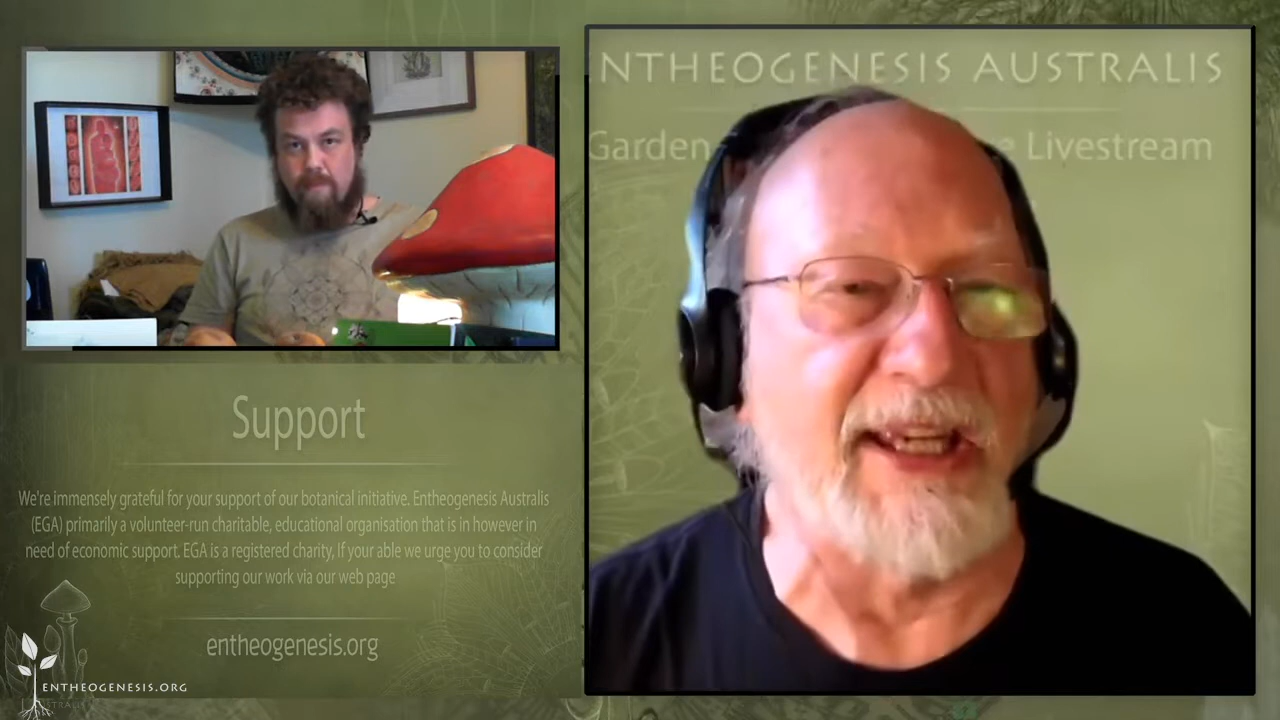 NTHEOGENESIS AUSTRALIS
Garden e Livestream
Support
We're immensely grateful for your support of our botanical initiative. Entheogenesis Australis
(EGA) primarily a volunteer-run charitable, educational organisation that is in however in
need of economic support. EGA is a registered charity, If your able we urge you to consider
supporting our work via our web page
entheogenesis.org
ENTHEOGENESIS.ORG